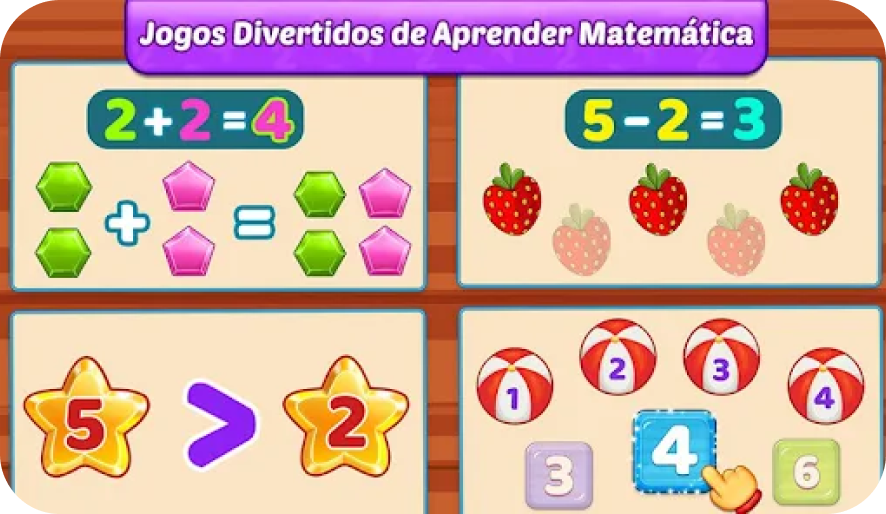 Jogos Divertidos de Aprender Matemática
2 + 2 = 4
5 - 2 = 3
+ =
5 > 2
1 2 3 4
3 4 6